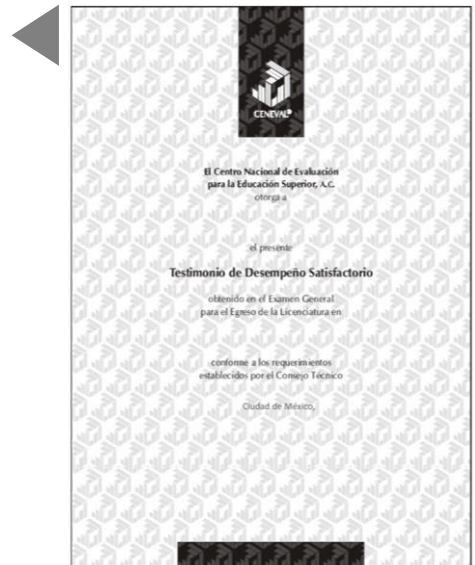 CENEVAL®
El Centro Nacional de Evaluación
para la Educación Superior, A.C.
otorga a
el presente
Testimonio de Desempeño Satisfactorio
obtenido en el Examen General
para el Egreso de la Licenciatura en
conforme a los requerimientos
establecidos por el Consejo Técnico
Ciudad de México,